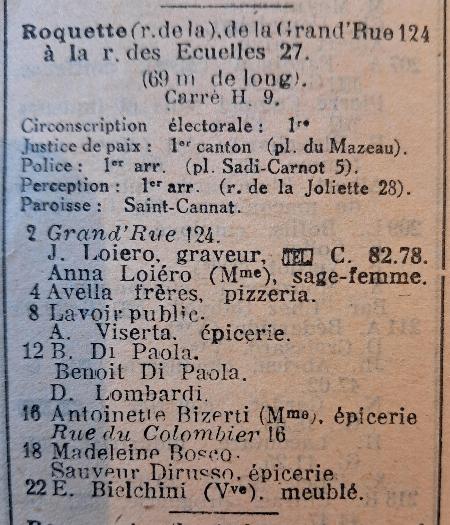 Roquette (r. de la), de la Grand'Rue 124
à la r. des Ecuelles 27.
(69 m de long).
Carré H. 9.
Circonscription électorale : 1re
Justice de paix : 1er canton (pl. du Mazeau).
Police : 1er arr. (pl. Sadi-Carnot 5).
Perception : 1er arr. (r. de la Joliette 28).
Paroisse : Saint-Cannat.
2 Grand'Rue 124.
J. Loiero, graveur, TEL C. 82.78.
Anna Loiéro (Mme), sage-femme.
4 Avella frères, pizzeria.
8 Lavoir public.
A. Viserta, épicerie.
12 B. Di Paola.
Benoit Di Paola.
D. Lombardi.
16 Antoinette Bizerti (Mme), épicerie
Rue du Colombier 16
18 Madeleine Bosco.
Sauveur Dirusso, épicerie.
22 E. Bielchini (Vve), meublé.